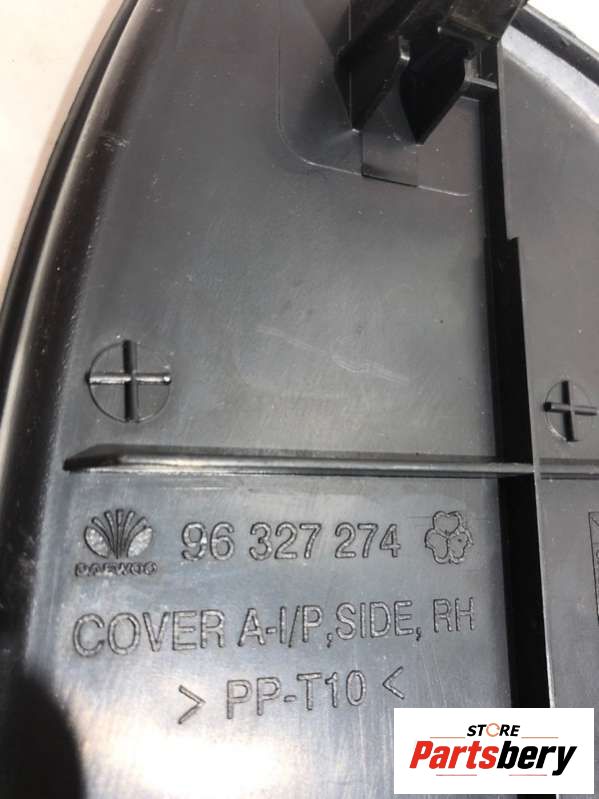 DAEWOO
96 327 274
COVER A-I/P, SIDE, RH
> PP-T10 <
STORE
Partsbery